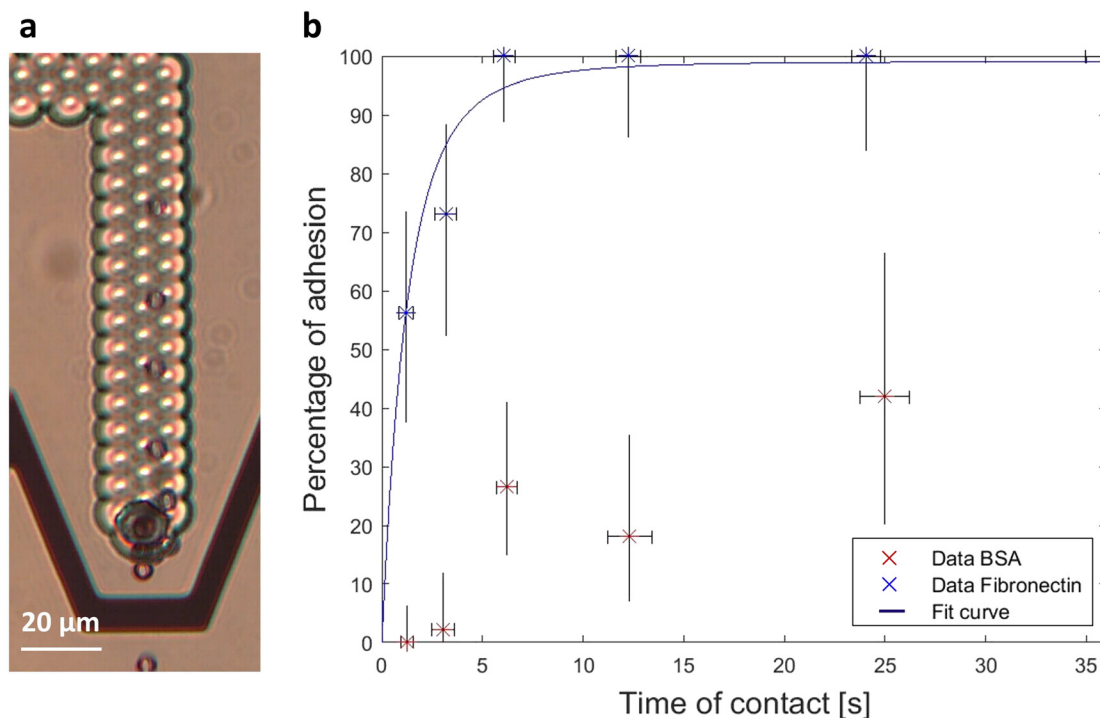 a
20 µm
b
Percentage of adhesion
100
90
80
70
60
50
40
30
20
10
0
0 5 10 15 20 25 30 35
Time of contact [s]
Data BSA
Data Fibronectin
Fit curve